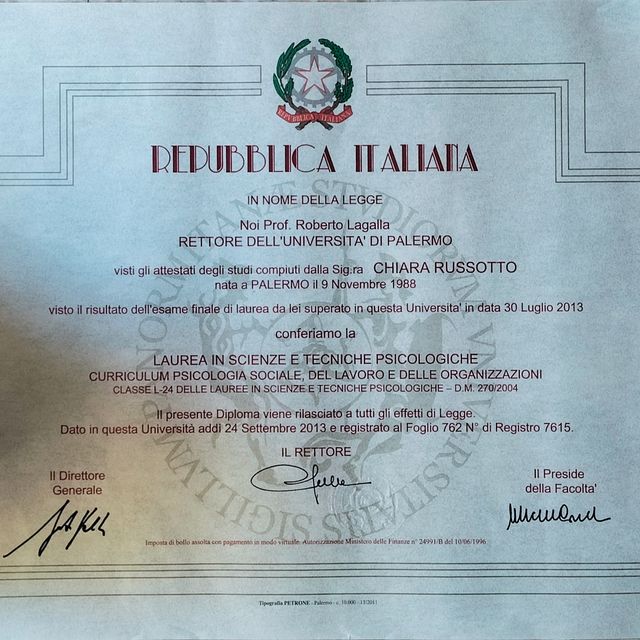 REPUBBLICA ITALIANA
REPUBBLICA ITALIANA
IN NOME DELLA LEGGE
Noi Prof. Roberto Lagalla
RETTORE DELL'UNIVERSITA' DI PALERMO
visti gli attestati degli studi compiuti dalla Sig.ra CHIARA RUSSOTTO
nata a PALERMO il 9 Novembre 1988
visto il risultato dell'esame finale di laurea da lei superato in questa Universita' in data 30 Luglio 2013
conferiamo la
LAUREA IN SCIENZE E TECNICHE PSICOLOGICHE
CURRICULUM PSICOLOGIA SOCIALE, DEL LAVORO E DELLE ORGANIZZAZIONI
CLASSE L-24 DELLE LAUREE IN SCIENZE E TECNICHE PSICOLOGICHE – D.M. 270/2004
Il presente Diploma viene rilasciato a tutti gli effetti di Legge.
Dato in questa Università addì 24 Settembre 2013 e registrato al Foglio 762 N° di Registro 7615.
IL RETTORE
Il Direttore
Generale
Il Preside
della Facolta'
Imposta di bollo assolta con pagamento in modo virtuale. Autorizzazione Ministero delle Finanze n° 24991/B del 10/06/1996
Tipografia PETRONE - Palermo - c. 10.000 - 11/2011